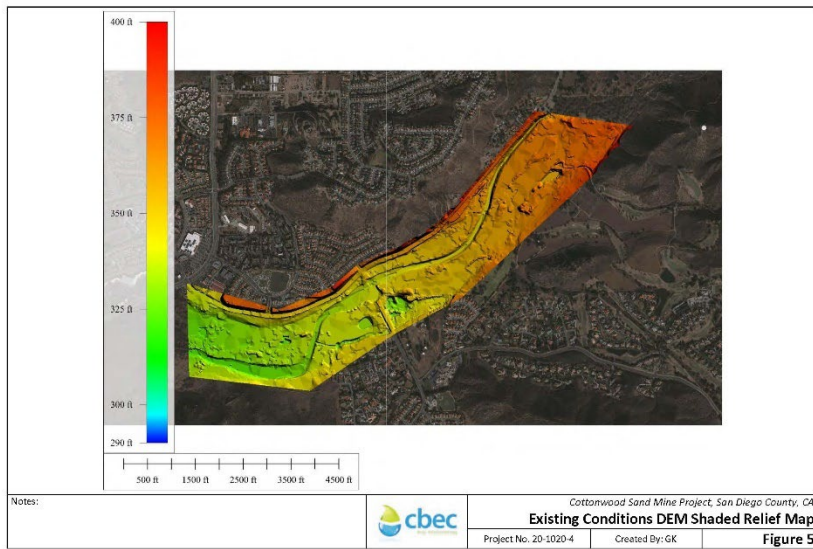 400 ft
375 ft
350 ft
325 ft
300 ft
290 ft
500 ft 1500 ft 2500 ft 3500 ft 4500 ft
Notes:
cbec
Cottonwood Sand Mine Project, San Diego County, CA
Existing Conditions DEM Shaded Relief Map
Project No. 20-1020-4
Created By: GK
Figure 5